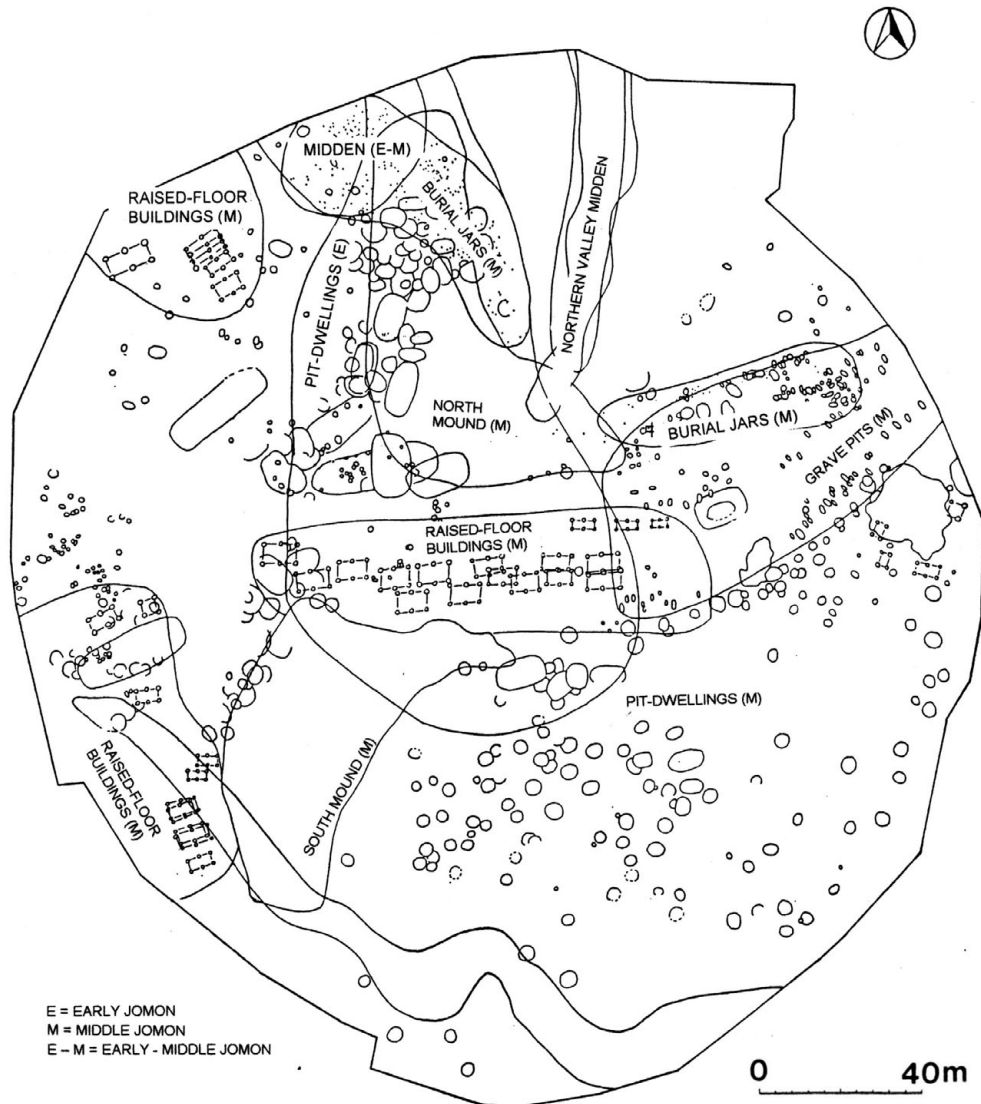 MIDDEN (E-M)
RAISED-FLOOR
BUILDINGS (M)
BURIAL JARS (M)
NORTHERN VALLEY MIDDEN
PIT-DWELLINGS (E)
NORTH
MOUND (M)
BURIAL JARS (M)
GRAVE PITS (M)
RAISED-FLOOR
BUILDINGS (M)
PIT-DWELLINGS (M)
RAISED-FLOOR
BUILDINGS (M)
SOUTH MOUND (M)
E = EARLY JOMON
M = MIDDLE JOMON
E – M = EARLY - MIDDLE JOMON
0 40m